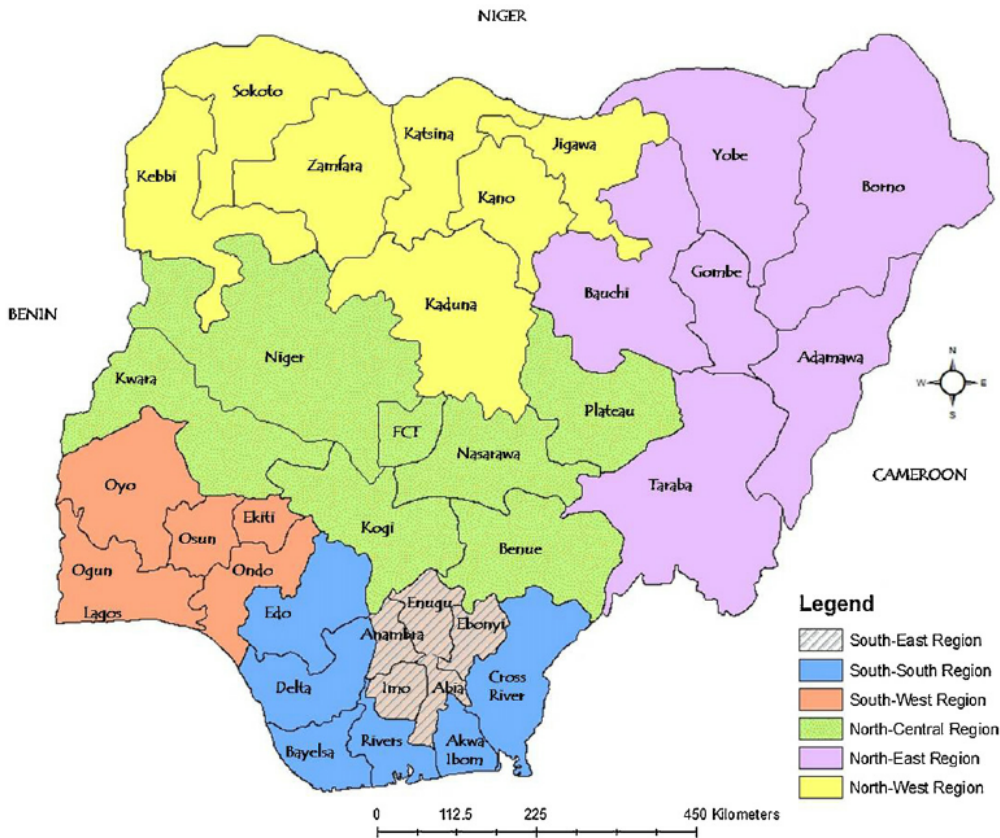 NIGER
Sokoto
Katsina
Jigawa
Yobe
Kebbi
Zamfara
Kano
Borno
Gombe
Bauchi
Kaduna
BENIN
Niger
Adamawa
N
W E
S
Kwara
Plateau
FCT
Nasarawa
CAMEROON
Oyo
Taraba
Ekiti
Kogi
Osun
Benue
Ogun
Ondo
Lagos
Edo
Enugu
Ebonyi
Anambra
Cross
River
Delta
Imo
Abia
Bayelsa
Rivers
Akwa
Ibom
Legend
South-East Region
South-South Region
South-West Region
North-Central Region
North-East Region
North-West Region
0 112.5 225 450 Kilometers